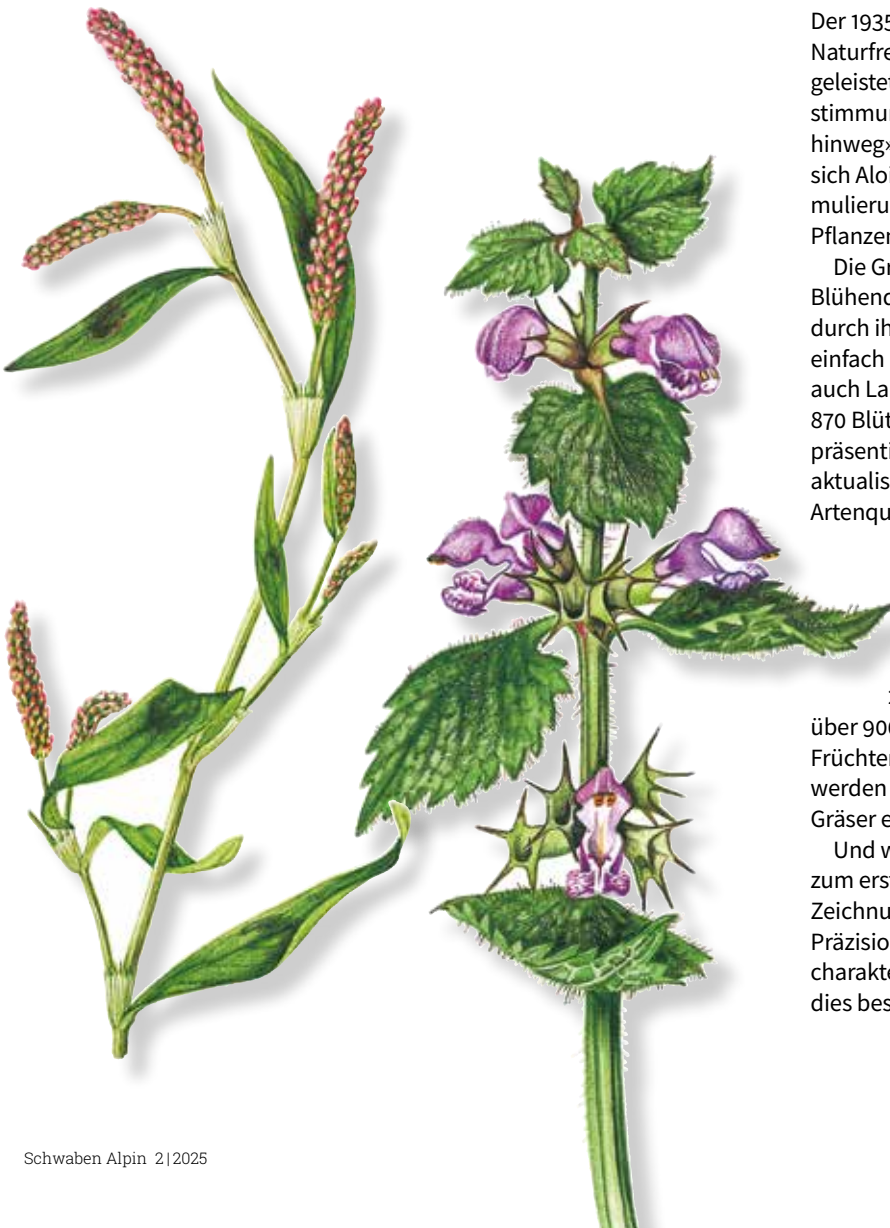 Der 1935
Naturfre
geleistet
stimmun
hinweg»
sich Aloi
mulieru
Pflanzen
Die Gr
Blühend
durch ih
einfach
auch La
870 Blüt
präsenti
aktualis
Artenqu
über 900
Früchten
werden
Gräser e
Und w
zum erst
Zeichnu
Präzision
charakte
dies bes
Schwaben Alpin 2|2025